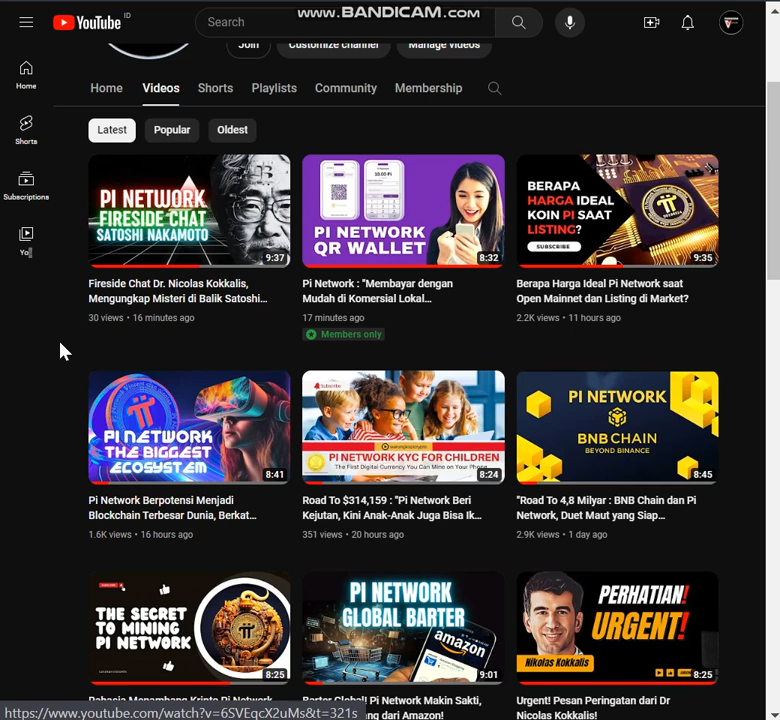 www.BANDICAM.com
YouTube ID
Search
Join
Customize channel
Manage videos
Home
Videos
Shorts
Playlists
Community
Membership
Home
Shorts
Subscriptions
Latest
Popular
Oldest
PI NETWORK
FIRESIDE CHAT
SATOSHI NAKAMOTO
9:37
Fireside Chat Dr. Nicolas Kokkalis,
Mengungkap Misteri di Balik Satoshi...
30 views • 16 minutes ago
PI NETWORK
QR WALLET
8:32
Pi Network : "Membayar dengan
Mudah di Komersial Lokal...
17 minutes ago
Members only
BERAPA
HARGA IDEAL
KOIN PI SAAT
LISTING?
SUBSCRIBE
9:35
Berapa Harga Ideal Pi Network saat
Open Mainnet dan Listing di Market?
2.2K views • 11 hours ago
PI NETWORK
THE BIGGEST
ECOSYSTEM
8:41
Pi Network Berpotensi Menjadi
Blockchain Terbesar Dunia, Berkat...
1.6K views • 16 hours ago
Subscribe
PI NETWORK KYC FOR CHILDREN
The First Digital Currency You Can Mine on Your Phone
8:24
Road To $314,159 : "Pi Network Beri
Kejutan, Kini Anak-Anak Juga Bisa Ik...
351 views • 20 hours ago
PI NETWORK
BNB CHAIN
BEYOND BINANCE
8:45
"Road To 4,8 Milyar : BNB Chain dan Pi
Network, Duet Maut yang Siap...
2.9K views • 1 day ago
THE SECRET
TO MINING
PI NETWORK
8:25
Rahasia Menambang Kripto Pi Network
PI NETWORK
GLOBAL BARTER
amazon
9:01
Barter Global! Pi Network Makin Sakti,
dari Amazon!
PERHATIAN!
URGENT!
Nikolas Kokkalis
8:25
Urgent! Pesan Peringatan dari Dr
Nicolas Kokkalis!
https://www.youtube.com/watch?v=6SVEqcX2uMs&t=321s